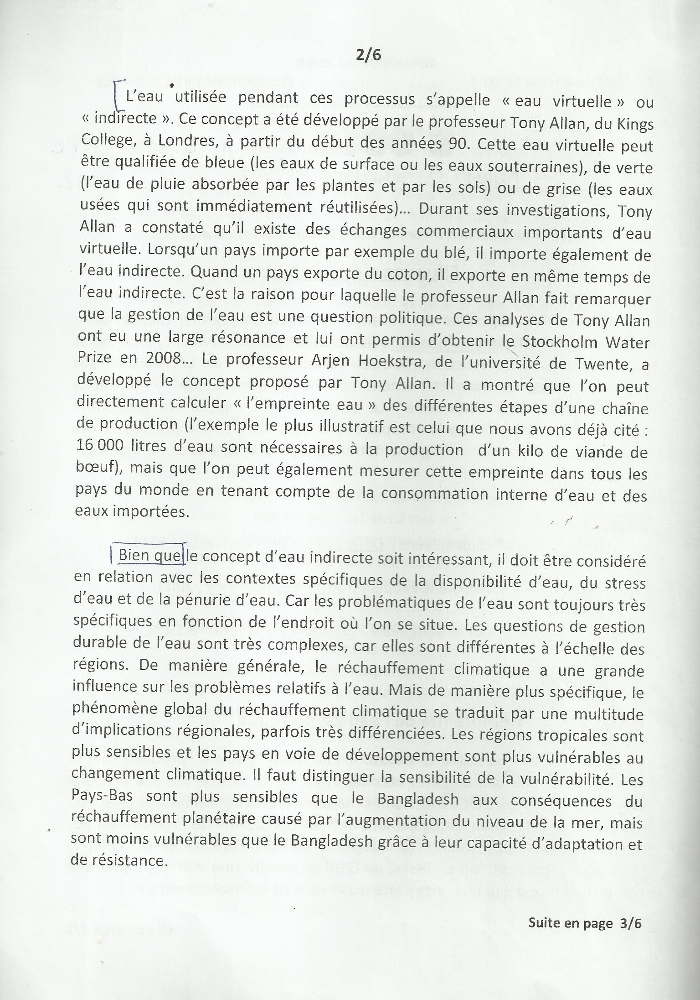 2/6
L'eau utilisée pendant ces processus s'appelle « eau virtuelle » ou
« indirecte ». Ce concept a été développé par le professeur Tony Allan, du Kings
College, à Londres, à partir du début des années 90. Cette eau virtuelle peut
être qualifiée de bleue (les eaux de surface ou les eaux souterraines), de verte
(l'eau de pluie absorbée par les plantes et par les sols) ou de grise (les eaux
usées qui sont immédiatement réutilisées)... Durant ses investigations, Tony
Allan a constaté qu'il existe des échanges commerciaux importants d'eau
virtuelle. Lorsqu'un pays importe par exemple du blé, il importe également de
l'eau indirecte. Quand un pays exporte du coton, il exporte en même temps de
l'eau indirecte. C'est la raison pour laquelle le professeur Allan fait remarquer
que la gestion de l'eau est une question politique. Ces analyses de Tony Allan
ont eu une large résonance et lui ont permis d'obtenir le Stockholm Water
Prize en 2008... Le professeur Arjen Hoekstra, de l'université de Twente, a
développé le concept proposé par Tony Allan. Il a montré que l'on peut
directement calculer « l'empreinte eau » des différentes étapes d'une chaîne
de production (l'exemple le plus illustratif est celui que nous avons déjà cité :
16 000 litres d'eau sont nécessaires à la production d'un kilo de viande de
bœuf), mais que l'on peut également mesurer cette empreinte dans tous les
pays du monde en tenant compte de la consommation interne d'eau et des
eaux importées.
Bien que le concept d'eau indirecte soit intéressant, il doit être considéré
en relation avec les contextes spécifiques de la disponibilité d'eau, du stress
d'eau et de la pénurie d'eau. Car les problématiques de l'eau sont toujours très
spécifiques en fonction de l'endroit où l'on se situe. Les questions de gestion
durable de l'eau sont très complexes, car elles sont différentes à l'échelle des
régions. De manière générale, le réchauffement climatique a une grande
influence sur les problèmes relatifs à l'eau. Mais de manière plus spécifique, le
phénomène global du réchauffement climatique se traduit par une multitude
d'implications régionales, parfois très différenciées. Les régions tropicales sont
plus sensibles et les pays en voie de développement sont plus vulnérables au
changement climatique. Il faut distinguer la sensibilité de la vulnérabilité. Les
Pays-Bas sont plus sensibles que le Bangladesh aux conséquences du
réchauffement planétaire causé par l'augmentation du niveau de la mer, mais
sont moins vulnérables que le Bangladesh grâce à leur capacité d'adaptation et
de résistance.
Suite en page 3/6